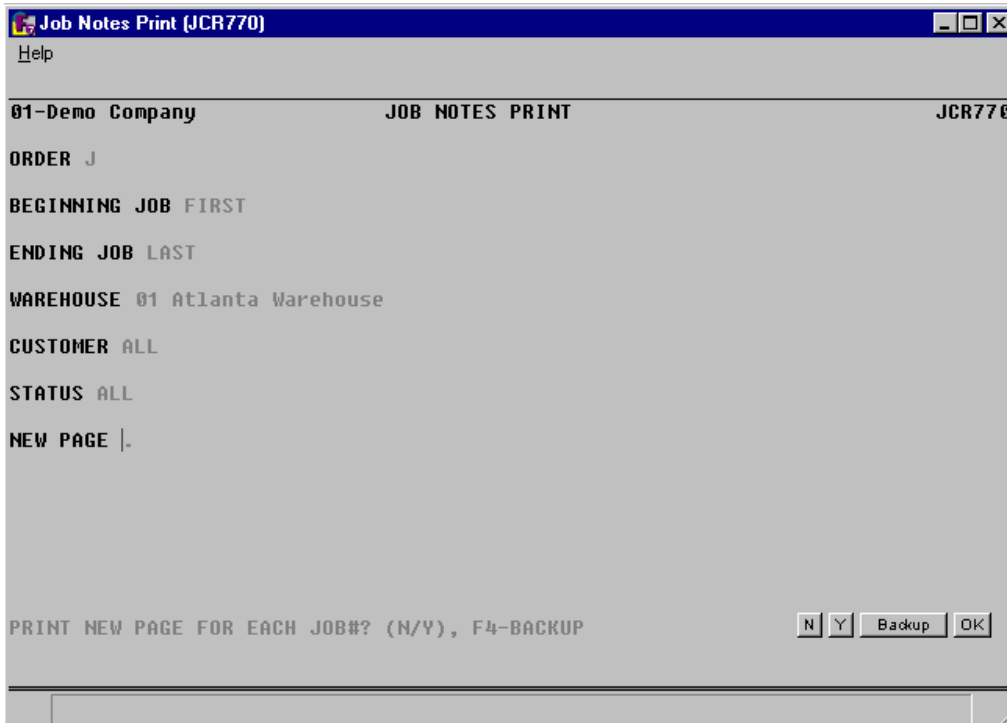 Job Notes Print (JCR770)
Help
01-Demo Company JOB NOTES PRINT JCR770
ORDER J
BEGINNING JOB FIRST
ENDING JOB LAST
WAREHOUSE 01 Atlanta Warehouse
CUSTOMER ALL
STATUS ALL
NEW PAGE .
PRINT NEW PAGE FOR EACH JOB#? (N/Y), F4-BACKUP N Y Backup OK